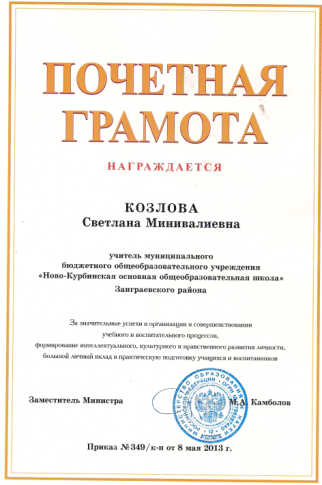 ПОЧЕТНАЯ
ГРАМОТА
НАГРАЖДАЕТСЯ
КОЗЛОВА
Светлана Минивалиевна
учитель муниципального
бюджетного общеобразовательного учреждения
«Ново-Курбинская основная общеобразовательная школа»
Заиграевского района
За значительные успехи в организации и совершенствовании
учебного и воспитательного процессов,
формирование интеллектуального, культурного и нравственного развития личности,
большой личный вклад в практическую подготовку учащихся и воспитанников
Заместитель Министра М.А. Камболов
Приказ №349/к-н от 8 мая 2013 г.